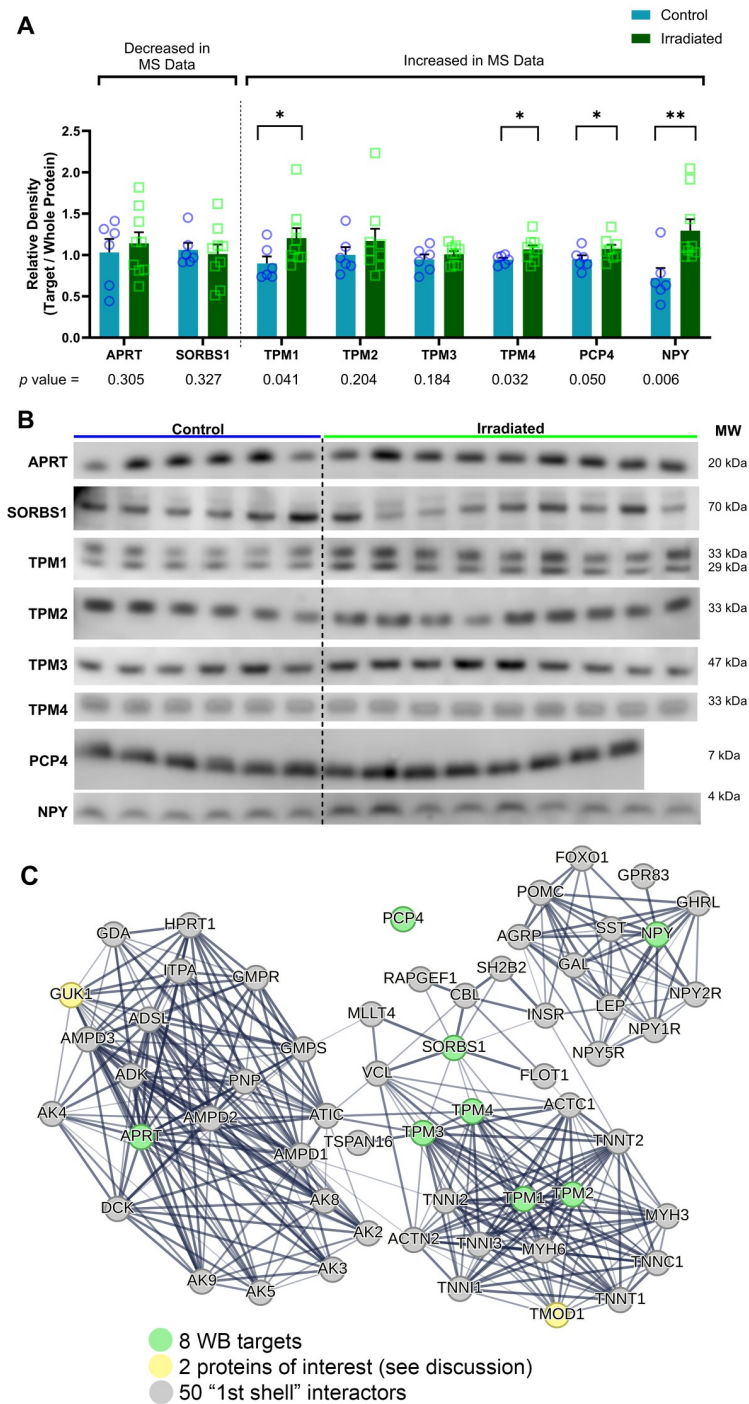 A
Control
Irradiated
Decreased in
MS Data
Increased in MS Data
* * * **
Relative Density
(Target / Whole Protein)
2.5
2.0
1.5
1.0
0.5
0.0
APRT SORBS1 TPM1 TPM2 TPM3 TPM4 PCP4 NPY
p value = 0.305 0.327 0.041 0.204 0.184 0.032 0.050 0.006
B
Control Irradiated MW
APRT 20 kDa
SORBS1 70 kDa
TPM1 33 kDa
29 kDa
TPM2 33 kDa
TPM3 47 kDa
TPM4 33 kDa
PCP4 7 kDa
NPY 4 kDa
C
FOXO1
GPR83
POMC
GHRL
PCP4
HPRT1
GDA
SST
NPY
AGRP
GAL
SH2B2
ITPA
RAPGEF1
GMPR
GUK1
CBL
NPY2R
LEP
INSR
MLLT4
ADSL
NPY1R
AMPD3
GMPS
SORBS1
NPY5R
ADK
PNP
VCL
FLOT1
AK4
AMPD2
ATIC
TPM4
ACTC1
APRT
TPM3
TSPAN16
TNNT2
AMPD1
DCK
AK8
TNNI2
TPM1
TPM2
MYH3
AK2
ACTN2
TNNI3
MYH6
TNNC1
AK3
AK9
AK5
TNNI1
TNNT1
TMOD1
8 WB targets
2 proteins of interest (see discussion)
50 “1st shell” interactors